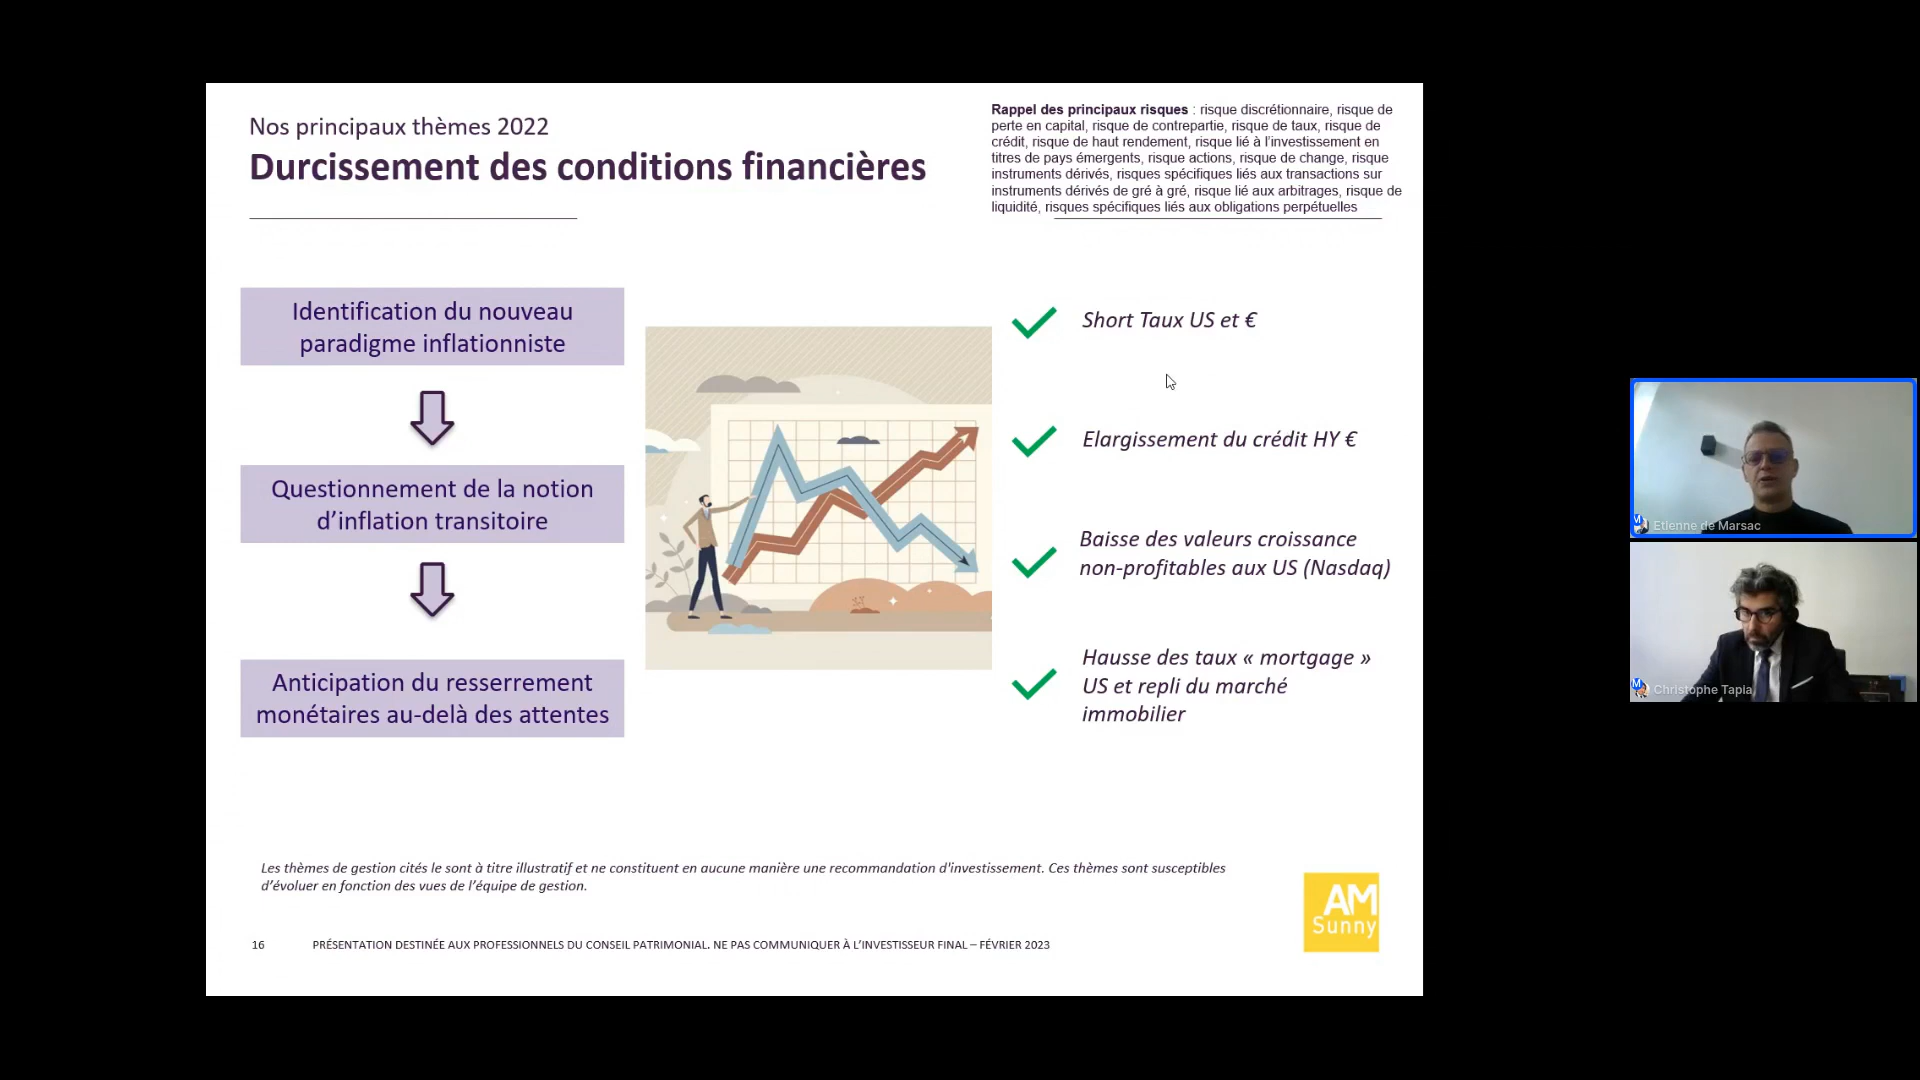 Nos principaux thèmes 2022
Durcissement des conditions financières
Rappel des principaux risques : risque discrétionnaire, risque de
perte en capital, risque de contrepartie, risque de taux, risque de
crédit, risque de haut rendement, risque lié à l'investissement en
titres de pays émergents, risque actions, risque de change, risque
instruments dérivés, risques spécifiques liés aux transactions sur
instruments dérivés de gré à gré, risque lié aux arbitrages, risque de
liquidité, risques spécifiques liés aux obligations perpétuelles
Identification du nouveau
paradigme inflationniste
Questionnement de la notion
d'inflation transitoire
Anticipation du resserrement
monétaires au-delà des attentes
Short Taux US et €
Elargissement du crédit HY €
Baisse des valeurs croissance
non-profitables aux US (Nasdaq)
Hausse des taux « mortgage »
US et repli du marché
immobilier
Les thèmes de gestion cités le sont à titre illustratif et ne constituent en aucune manière une recommandation d'investissement. Ces thèmes sont susceptibles
d'évoluer en fonction des vues de l'équipe de gestion.
AM
Sunny
16 PRÉSENTATION DESTINÉE AUX PROFESSIONNELS DU CONSEIL PATRIMONIAL. NE PAS COMMUNIQUER À L'INVESTISSEUR FINAL – FÉVRIER 2023
M Etienne de Marsac
M Christophe Tapia